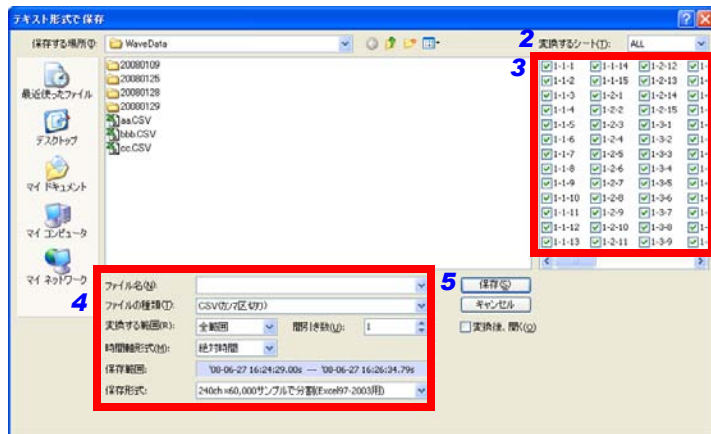 テキスト形式で保存
保存する場所(I): WaveData
2 変換するシート(T): ALL
最近使ったファイル
デスクトップ
マイ ドキュメント
マイ コンピュータ
マイ ネットワーク
20080109
20080125
20080128
20080129
aa.CSV
bbb.CSV
cc.CSV
3
1-1-1 1-1-14 1-2-12 1-
1-1-2 1-1-15 1-2-13 1-
1-1-3 1-2-1 1-2-14 1-
1-1-4 1-2-2 1-2-15 1-
1-1-5 1-2-3 1-3-1 1-
1-1-6 1-2-4 1-3-2 1-
1-1-7 1-2-5 1-3-3 1-
1-1-8 1-2-6 1-3-4 1-
1-1-9 1-2-7 1-3-5 1-
1-1-10 1-2-8 1-3-6 1-
1-1-11 1-2-9 1-3-7 1-
1-1-12 1-2-10 1-3-8 1-
1-1-13 1-2-11 1-3-9 1-
4
ファイル名(N):
ファイルの種類(T): CSV(カンマ区切り)
変換する範囲(R): 全範囲 間引き数(U): 1
時間軸形式(M): 絶対時間
保存範囲: '08-06-27 16:24:29.00s --- '08-06-27 16:26:34.79s
保存形式: 240ch×60,000サンプルで分割(Excel97-2003用)
5 保存(S)
キャンセル
変換後、開く(O)